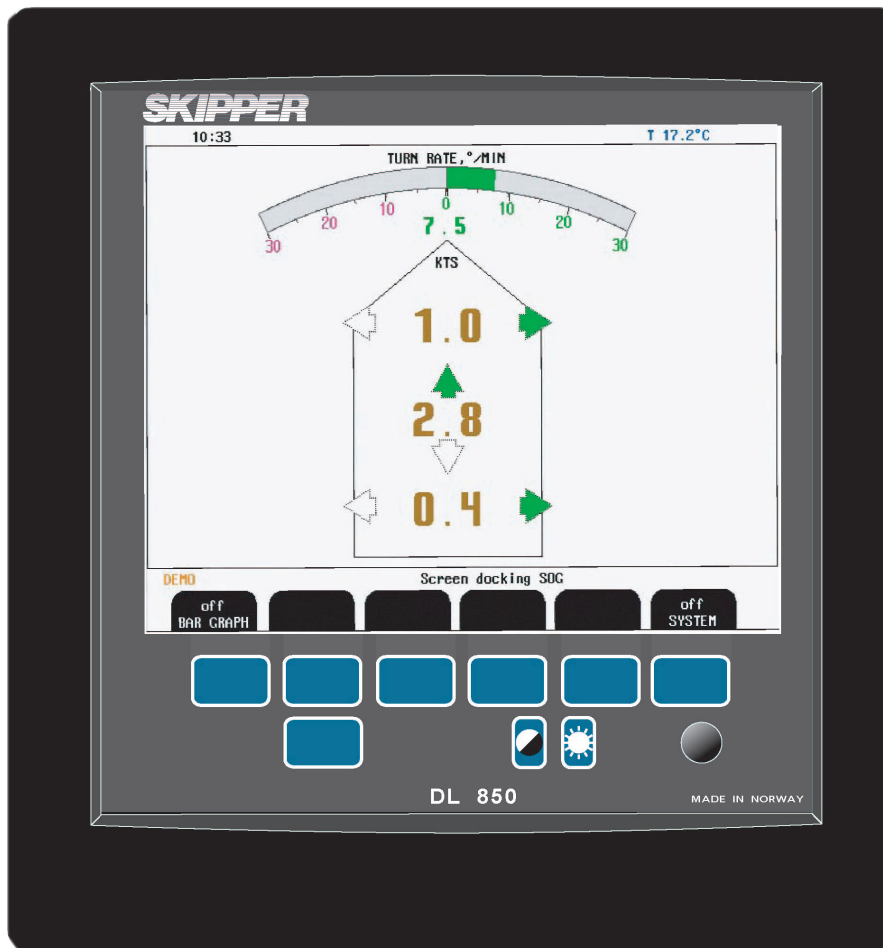 SKIPPER
10:33 T 17.2°C
TURN RATE,°/MIN
30 20 10 0 10 20 30
7.5
KTS
1.0
2.8
0.4
DEMO Screen docking SOG
off off
BAR GRAPH SYSTEM
DL 850
MADE IN NORWAY